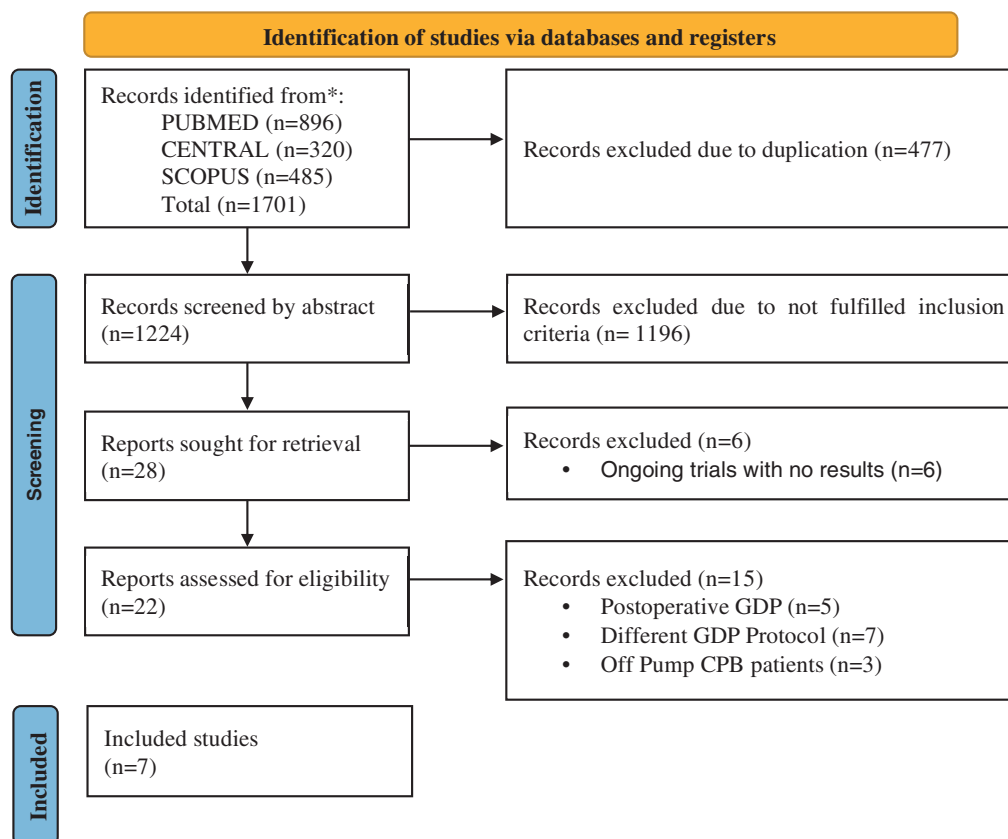 Identification of studies via databases and registers
Identification
Records identified from*:
PUBMED (n=896)
CENTRAL (n=320)
SCOPUS (n=485)
Total (n=1701)
Records excluded due to duplication (n=477)
Screening
Records screened by abstract
(n=1224)
Records excluded due to not fulfilled inclusion
criteria (n= 1196)
Reports sought for retrieval
(n=28)
Records excluded (n=6)
• Ongoing trials with no results (n=6)
Reports assessed for eligibility
(n=22)
Records excluded (n=15)
• Postoperative GDP (n=5)
• Different GDP Protocol (n=7)
• Off Pump CPB patients (n=3)
Included
Included studies
(n=7)